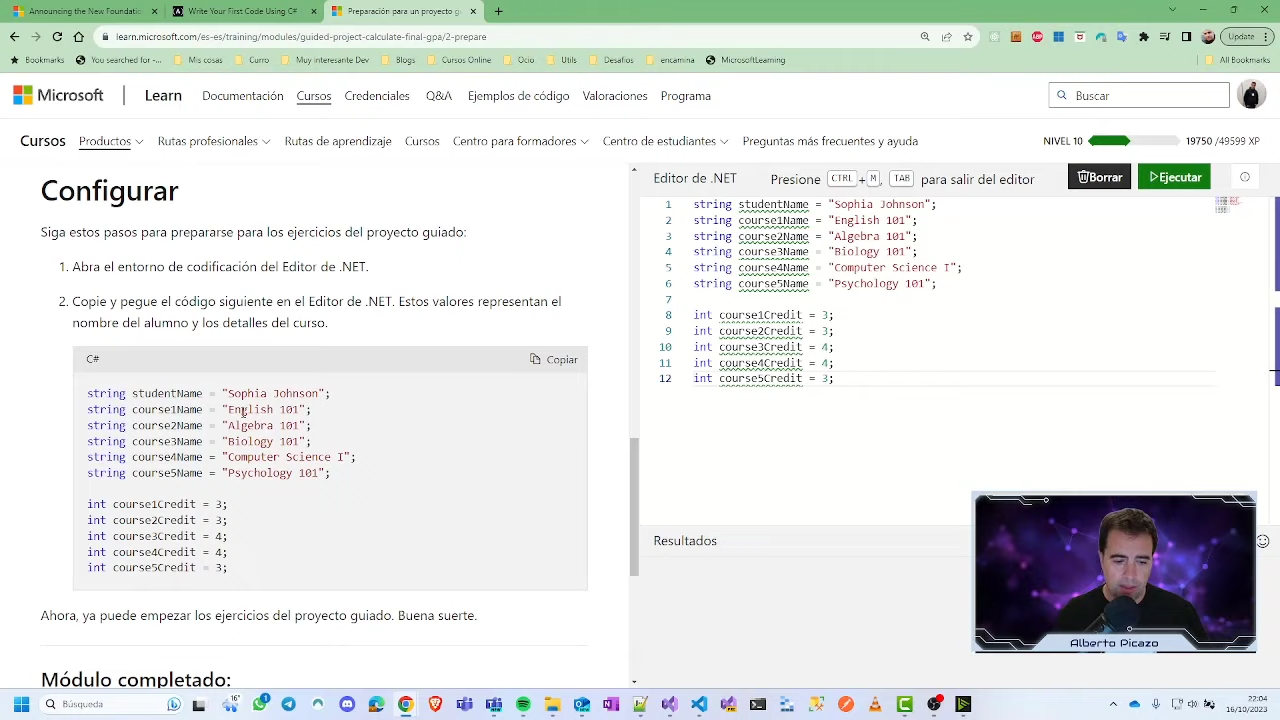 Announcing the New Foundatic
Write Your First Code Using C#
Preparación para un proyecto g
learn.microsoft.com/es-es/training/modules/guided-project-calculate-final-gpa/2-prepare
Update
Bookmarks
You searched for -...
Mis cosas
Curro
Muy interesante Dev
Blogs
Cursos Online
Ocio
Utils
Desafios
encamina
MicrosoftLearning
All Bookmarks
Microsoft
Learn
Documentación
Cursos
Credenciales
Q&A
Ejemplos de código
Valoraciones
Programa
Buscar
Cursos
Productos
Rutas profesionales
Rutas de aprendizaje
Cursos
Centro para formadores
Centro de estudiantes
Preguntas más frecuentes y ayuda
NIVEL 10
19750 /49599 XP
Configurar
Siga estos pasos para prepararse para los ejercicios del proyecto guiado:
1. Abra el entorno de codificación del Editor de .NET.
2. Copie y pegue el código siguiente en el Editor de .NET. Estos valores representan el
nombre del alumno y los detalles del curso.
C#
Copiar
string studentName = "Sophia Johnson";
string course1Name = "English 101";
string course2Name = "Algebra 101";
string course3Name = "Biology 101";
string course4Name = "Computer Science I";
string course5Name = "Psychology 101";
int course1Credit = 3;
int course2Credit = 3;
int course3Credit = 4;
int course4Credit = 4;
int course5Credit = 3;
Ahora, ya puede empezar los ejercicios del proyecto guiado. Buena suerte.
Módulo completado:
Editor de .NET
Presione CTRL + M, TAB para salir del editor
Borrar
Ejecutar
1 string studentName = "Sophia Johnson";
2 string course1Name = "English 101";
3 string course2Name = "Algebra 101";
4 string course3Name = "Biology 101";
5 string course4Name = "Computer Science I";
6 string course5Name = "Psychology 101";
7
8 int course1Credit = 3;
9 int course2Credit = 3;
10 int course3Credit = 4;
11 int course4Credit = 4;
12 int course5Credit = 3;
Resultados
Alberto Picazo
Búsqueda
16°
1
22:04
16/10/2023